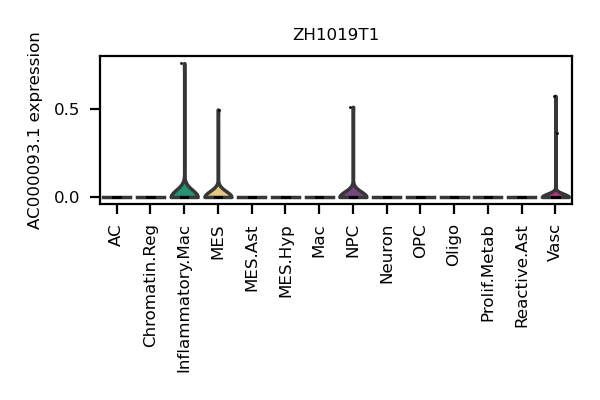 ZH1019T1
AC000093.1 expression
0.5
0.0
AC
Chromatin.Reg
Inflammatory.Mac
MES
MES.Ast
MES.Hyp
Mac
NPC
Neuron
OPC
Oligo
Prolif.Metab
Reactive.Ast
Vasc